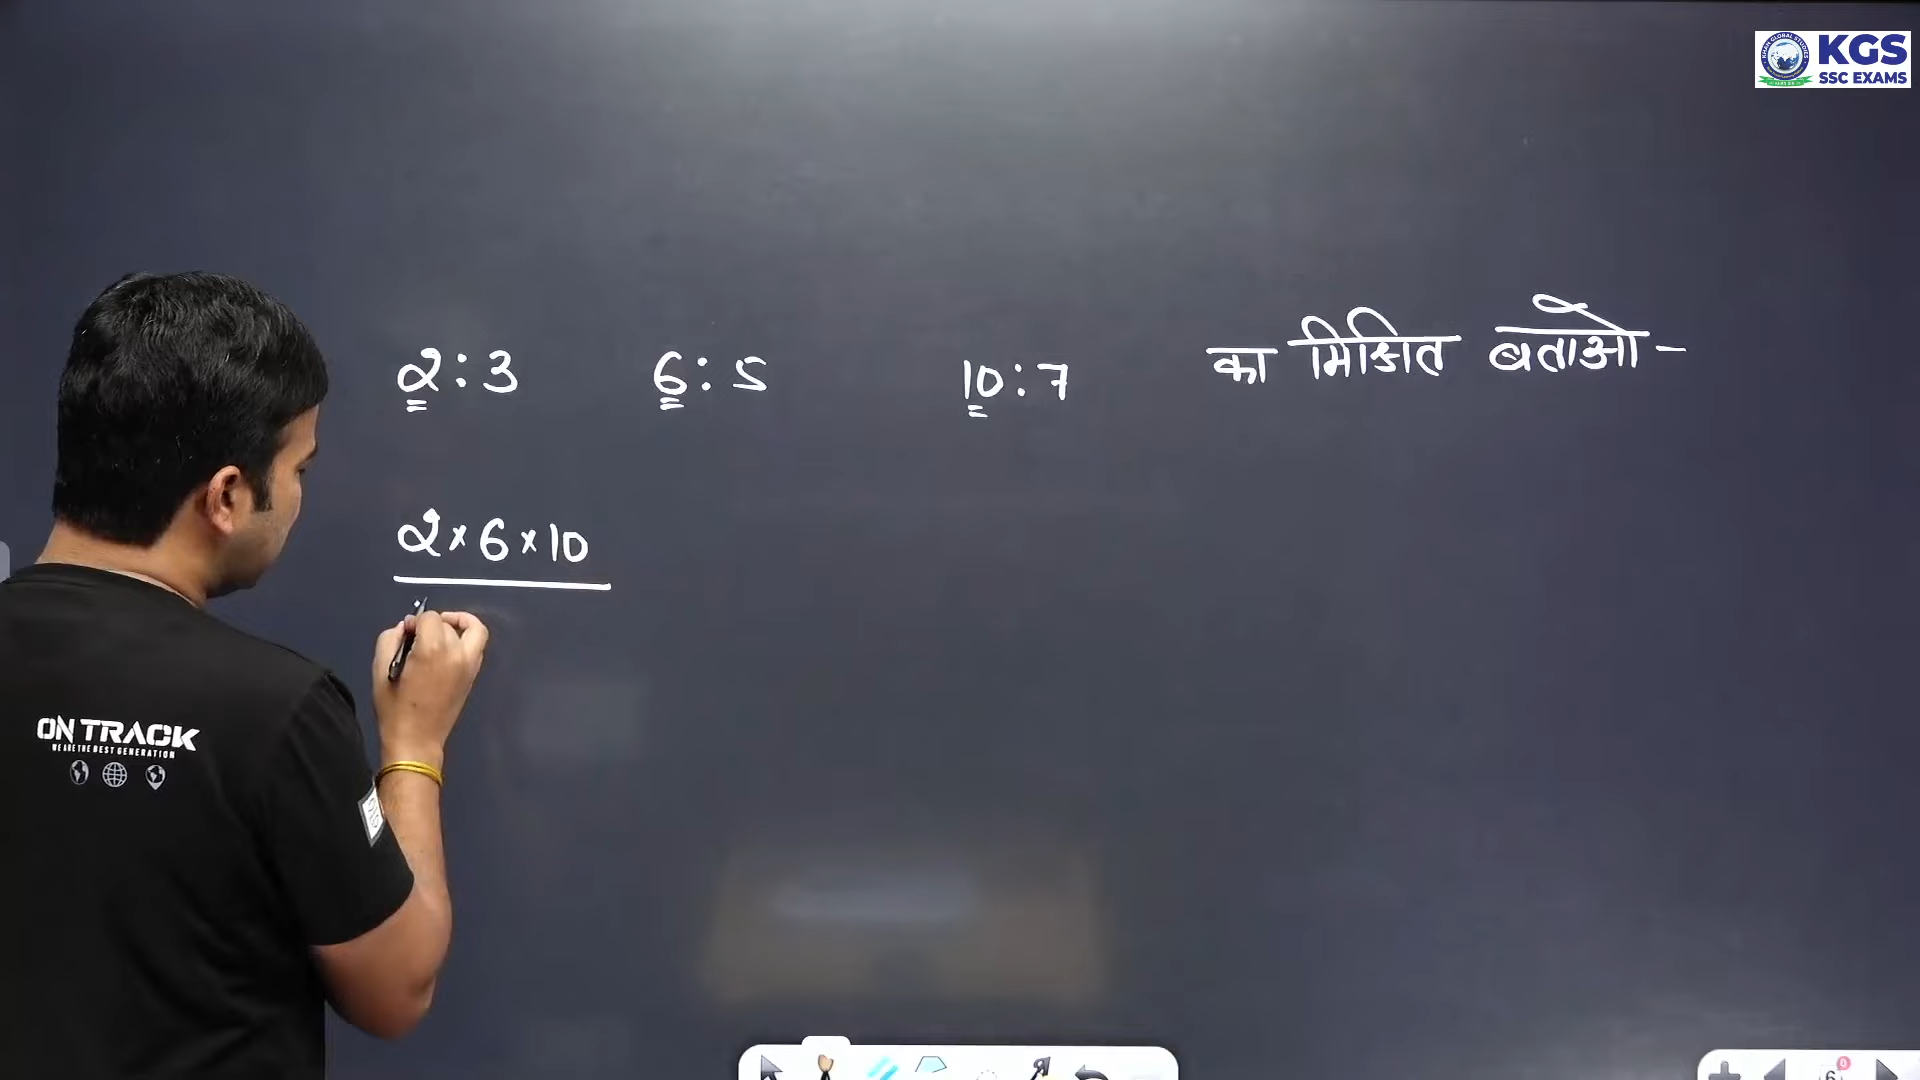 KGS
SSC EXAMS
2 : 3 6 : 5 10 : 7 का मिश्रित बताओ -
2 × 6 × 10
ON TRACK
WE ARE THE BEST GENERATION